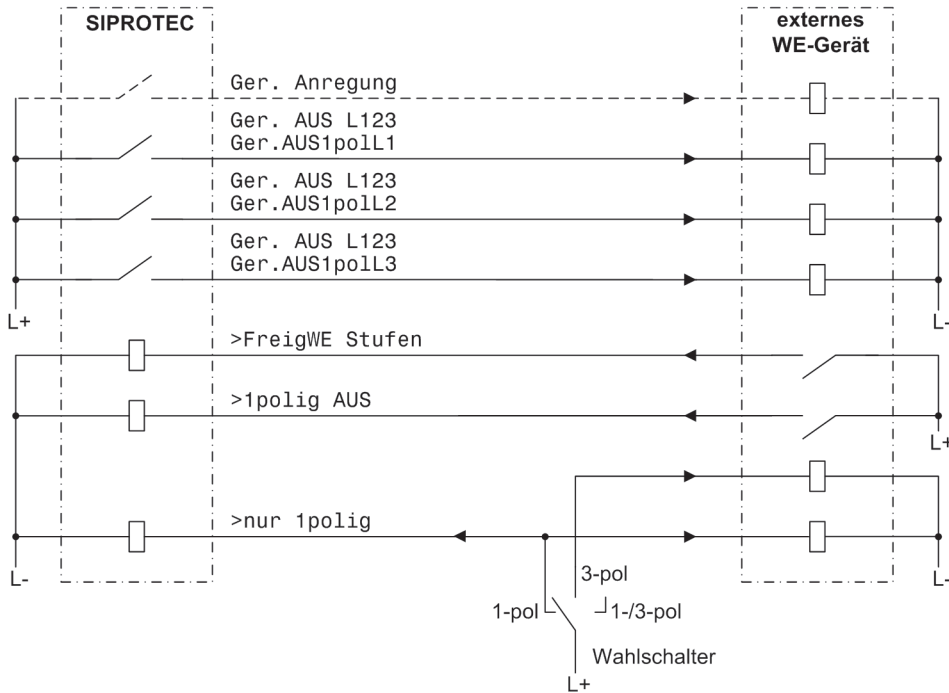 SIPROTEC
externes
WE-Gerät
Ger. Anregung
Ger. AUS L123
Ger.AUS1polL1
Ger. AUS L123
Ger.AUS1polL2
Ger. AUS L123
Ger.AUS1polL3
L+
L-
>FreigWE Stufen
>1polig AUS
L+
>nur 1polig
L-
L-
3-pol
1-pol
1-/3-pol
Wahlschalter
L+